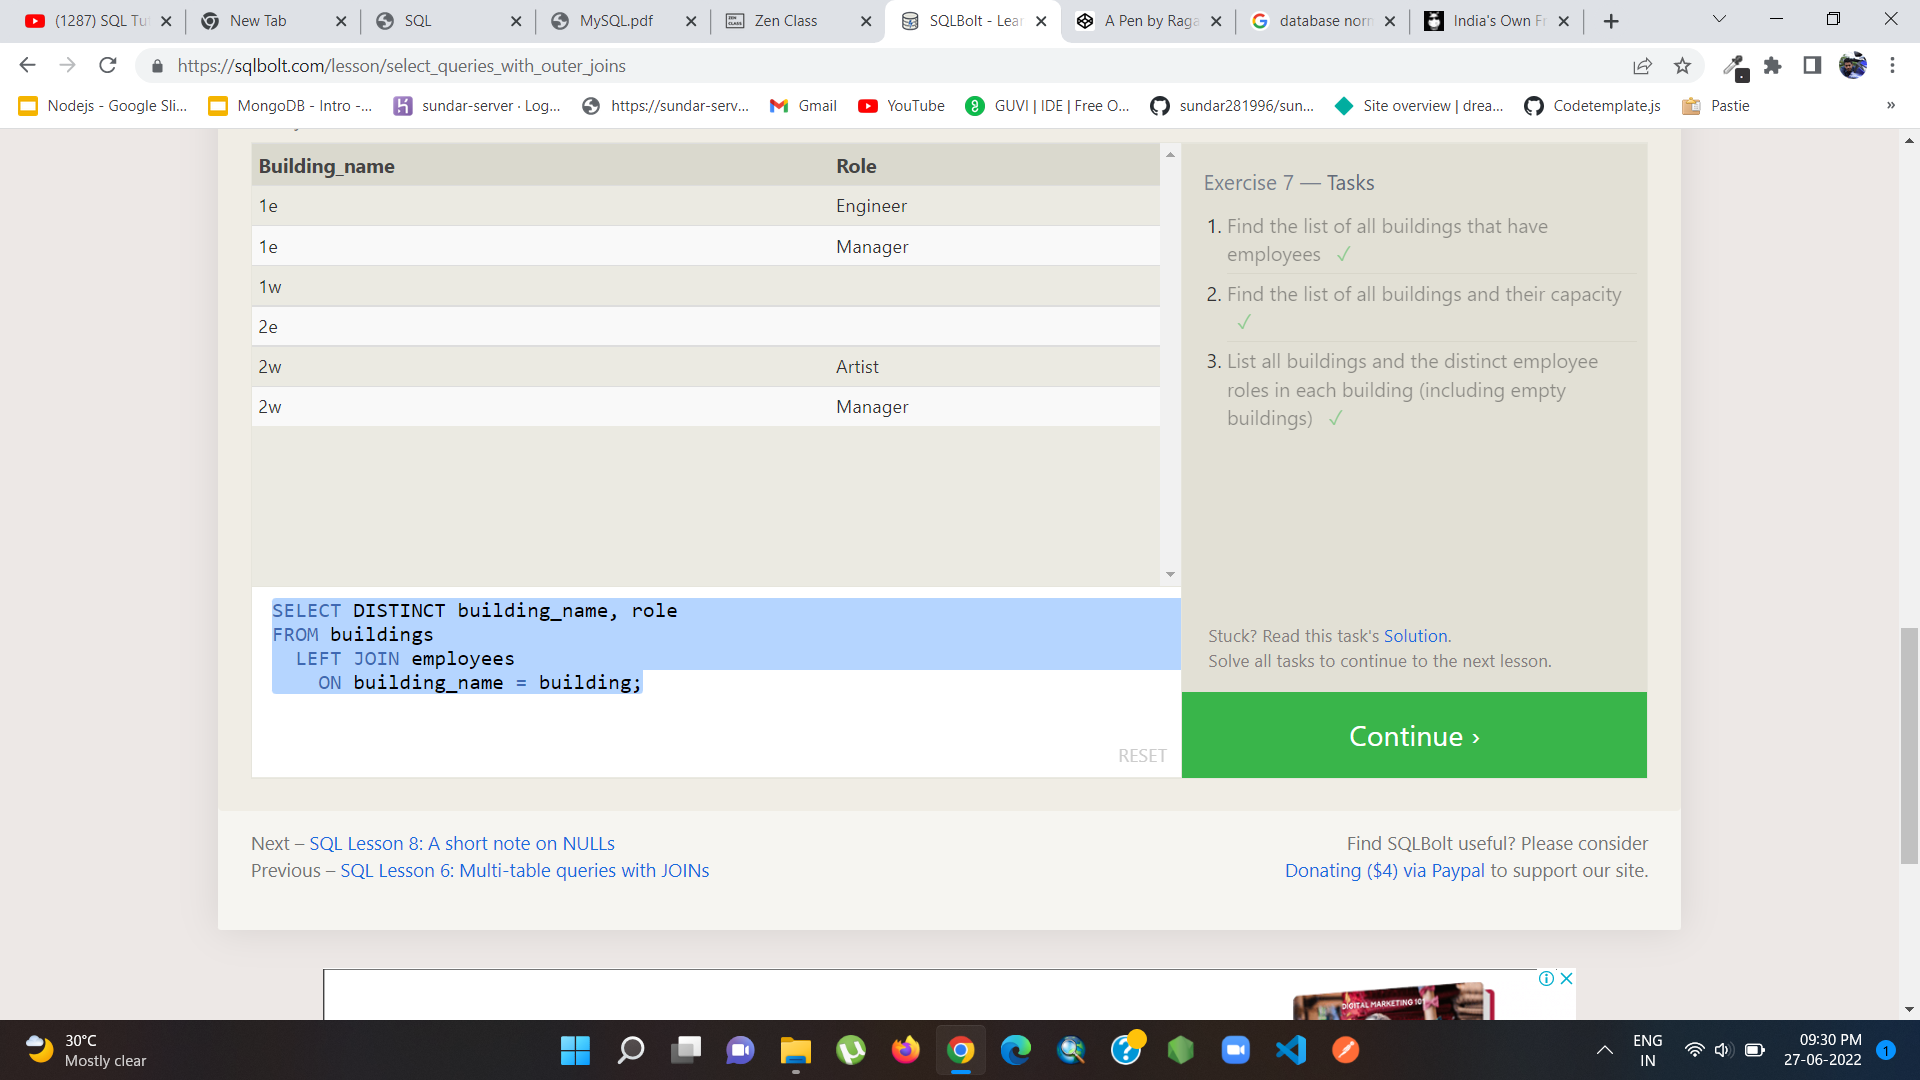 (1287) SQL Tu
New Tab
SQL
MySQL.pdf
Zen Class
SQLBolt - Lear
A Pen by Raga
database norm
India's Own Fr
https://sqlbolt.com/lesson/select_queries_with_outer_joins
Nodejs - Google Sli...
MongoDB - Intro -...
sundar-server · Log...
https://sundar-serv...
Gmail
YouTube
GUVI | IDE | Free O...
sundar281996/sun...
Site overview | drea...
Codetemplate.js
Pastie
»
Building_name Role
1e Engineer
1e Manager
1w
2e
2w Artist
2w Manager
SELECT DISTINCT building_name, role
FROM buildings
LEFT JOIN employees
ON building_name = building;
RESET
Exercise 7 — Tasks
1. Find the list of all buildings that have
employees ✓
2. Find the list of all buildings and their capacity
✓
3. List all buildings and the distinct employee
roles in each building (including empty
buildings) ✓
Stuck? Read this task's Solution.
Solve all tasks to continue to the next lesson.
Continue ›
Next – SQL Lesson 8: A short note on NULLs
Previous – SQL Lesson 6: Multi-table queries with JOINs
Find SQLBolt useful? Please consider
Donating ($4) via Paypal to support our site.
DIGITAL MARKETING 101
30°C
Mostly clear
ENG
IN
09:30 PM
27-06-2022
1